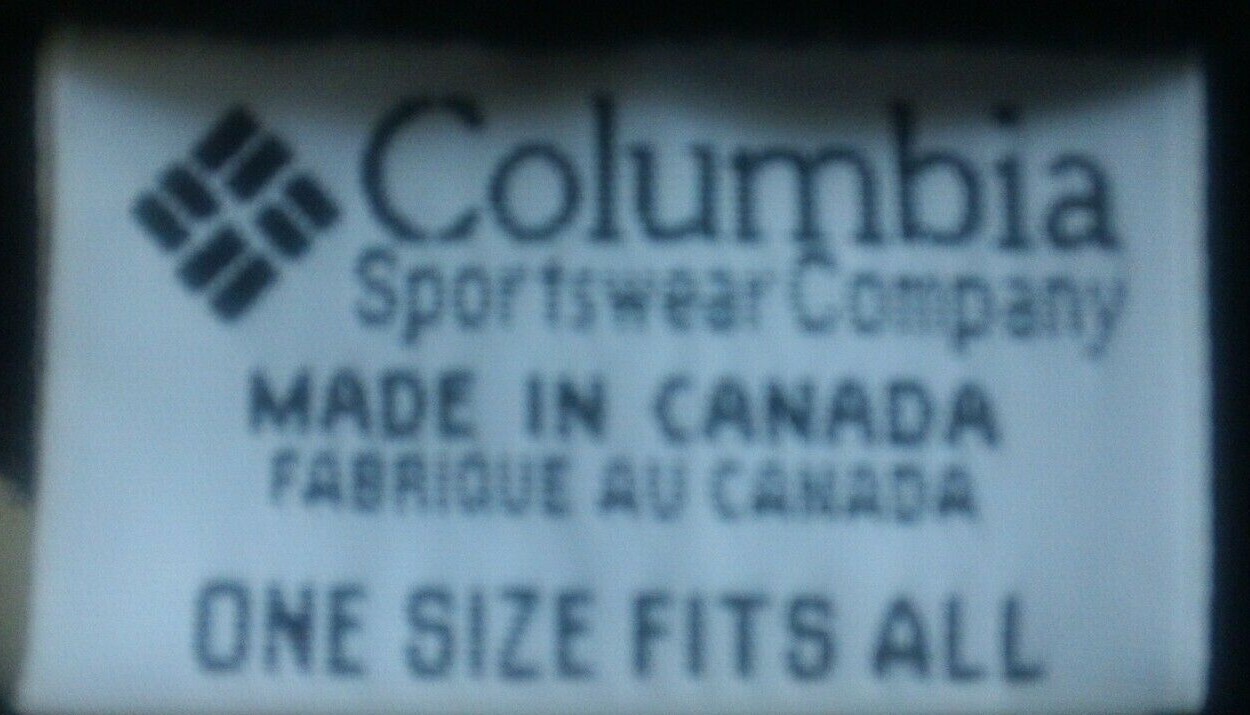 Columbia
Sportswear Company
MADE IN CANADA
FABRIQUE AU CANADA
ONE SIZE FITS ALL